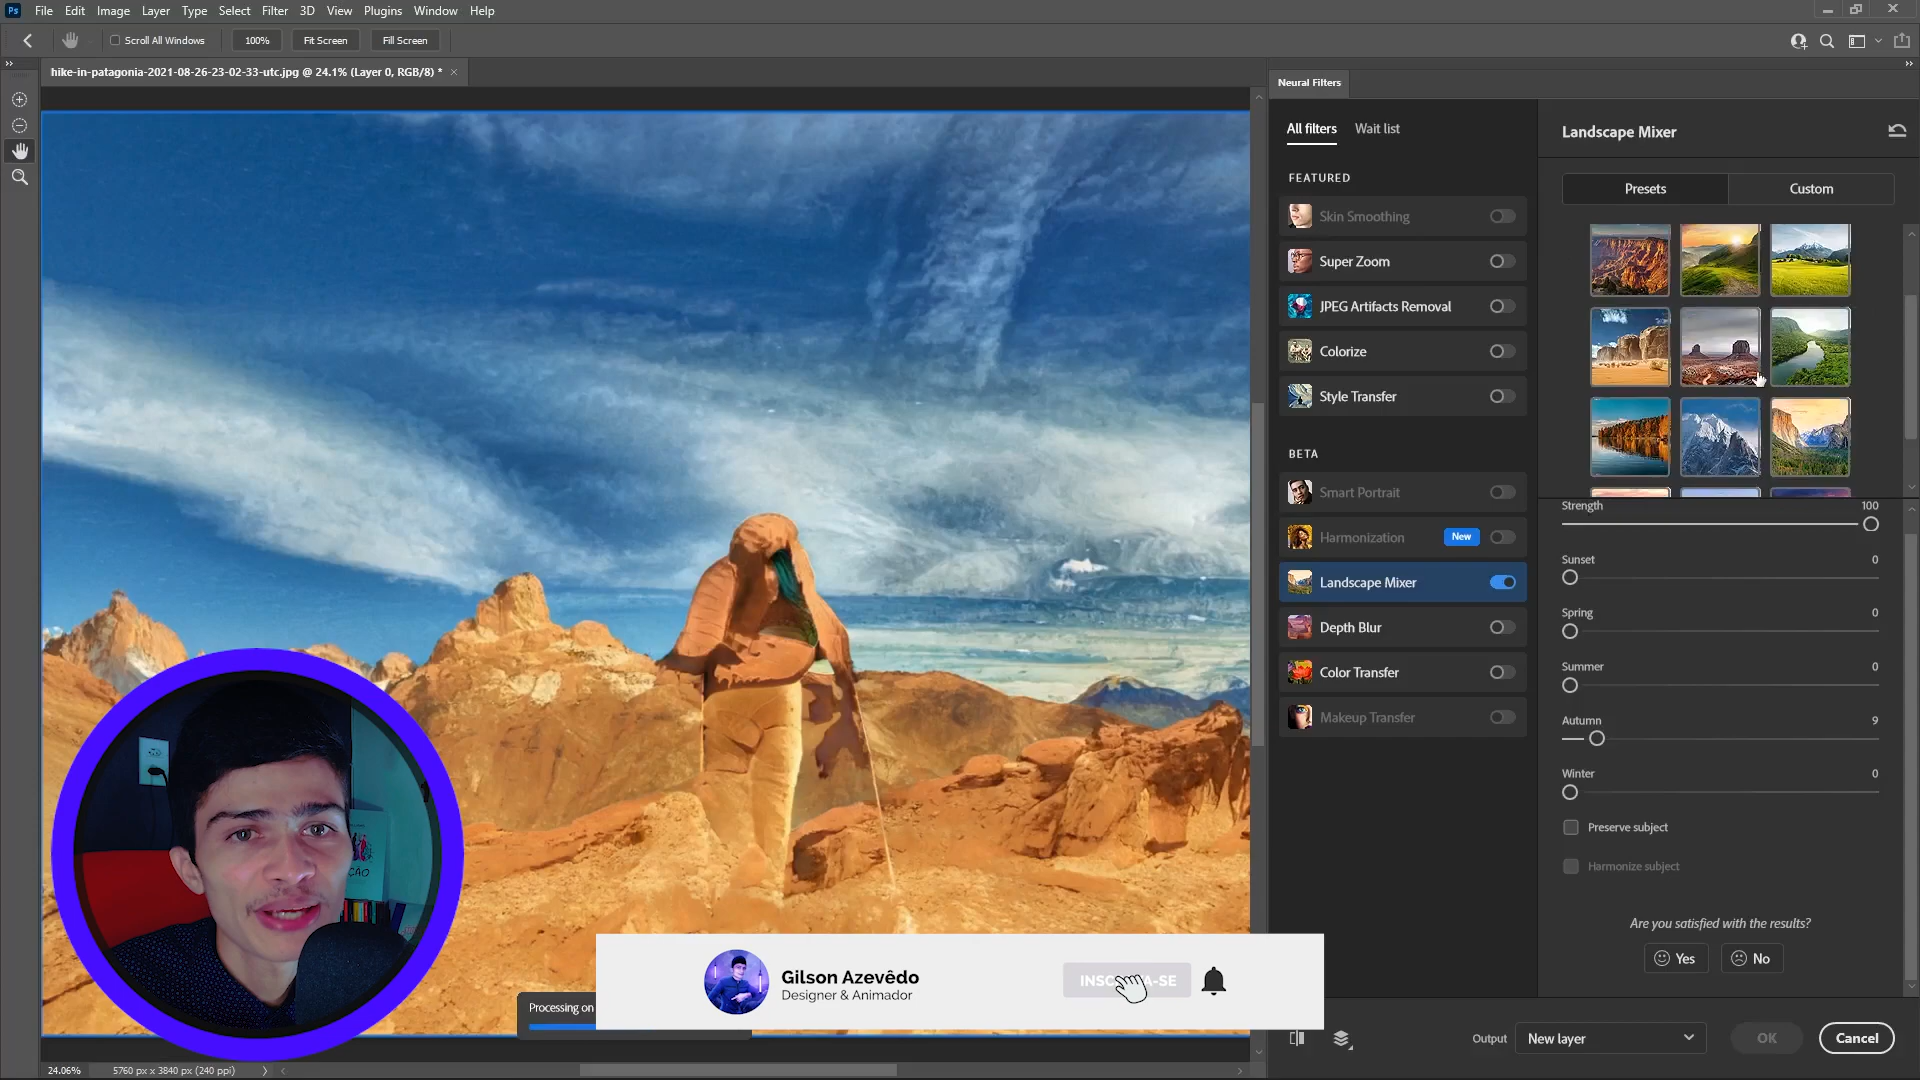 Ps File Edit Image Layer Type Select Filter 3D View Plugins Window Help
Scroll All Windows 100% Fit Screen Fill Screen
hike-in-patagonia-2021-08-26-23-02-33-utc.jpg @ 24.1% (Layer 0, RGB/8) *
Neural Filters
All filters Wait list
FEATURED
Skin Smoothing
Super Zoom
JPEG Artifacts Removal
Colorize
Style Transfer
BETA
Smart Portrait
Harmonization New
Landscape Mixer
Depth Blur
Color Transfer
Makeup Transfer
Landscape Mixer
Presets Custom
Strength 100
Sunset 0
Spring 0
Summer 0
Autumn 9
Winter 0
Preserve subject
Harmonize subject
Are you satisfied with the results?
Yes No
Gilson Azevêdo
Designer & Animador
Processing on
Output New layer OK Cancel
24.06% 5760 px x 3840 px (240 ppi)